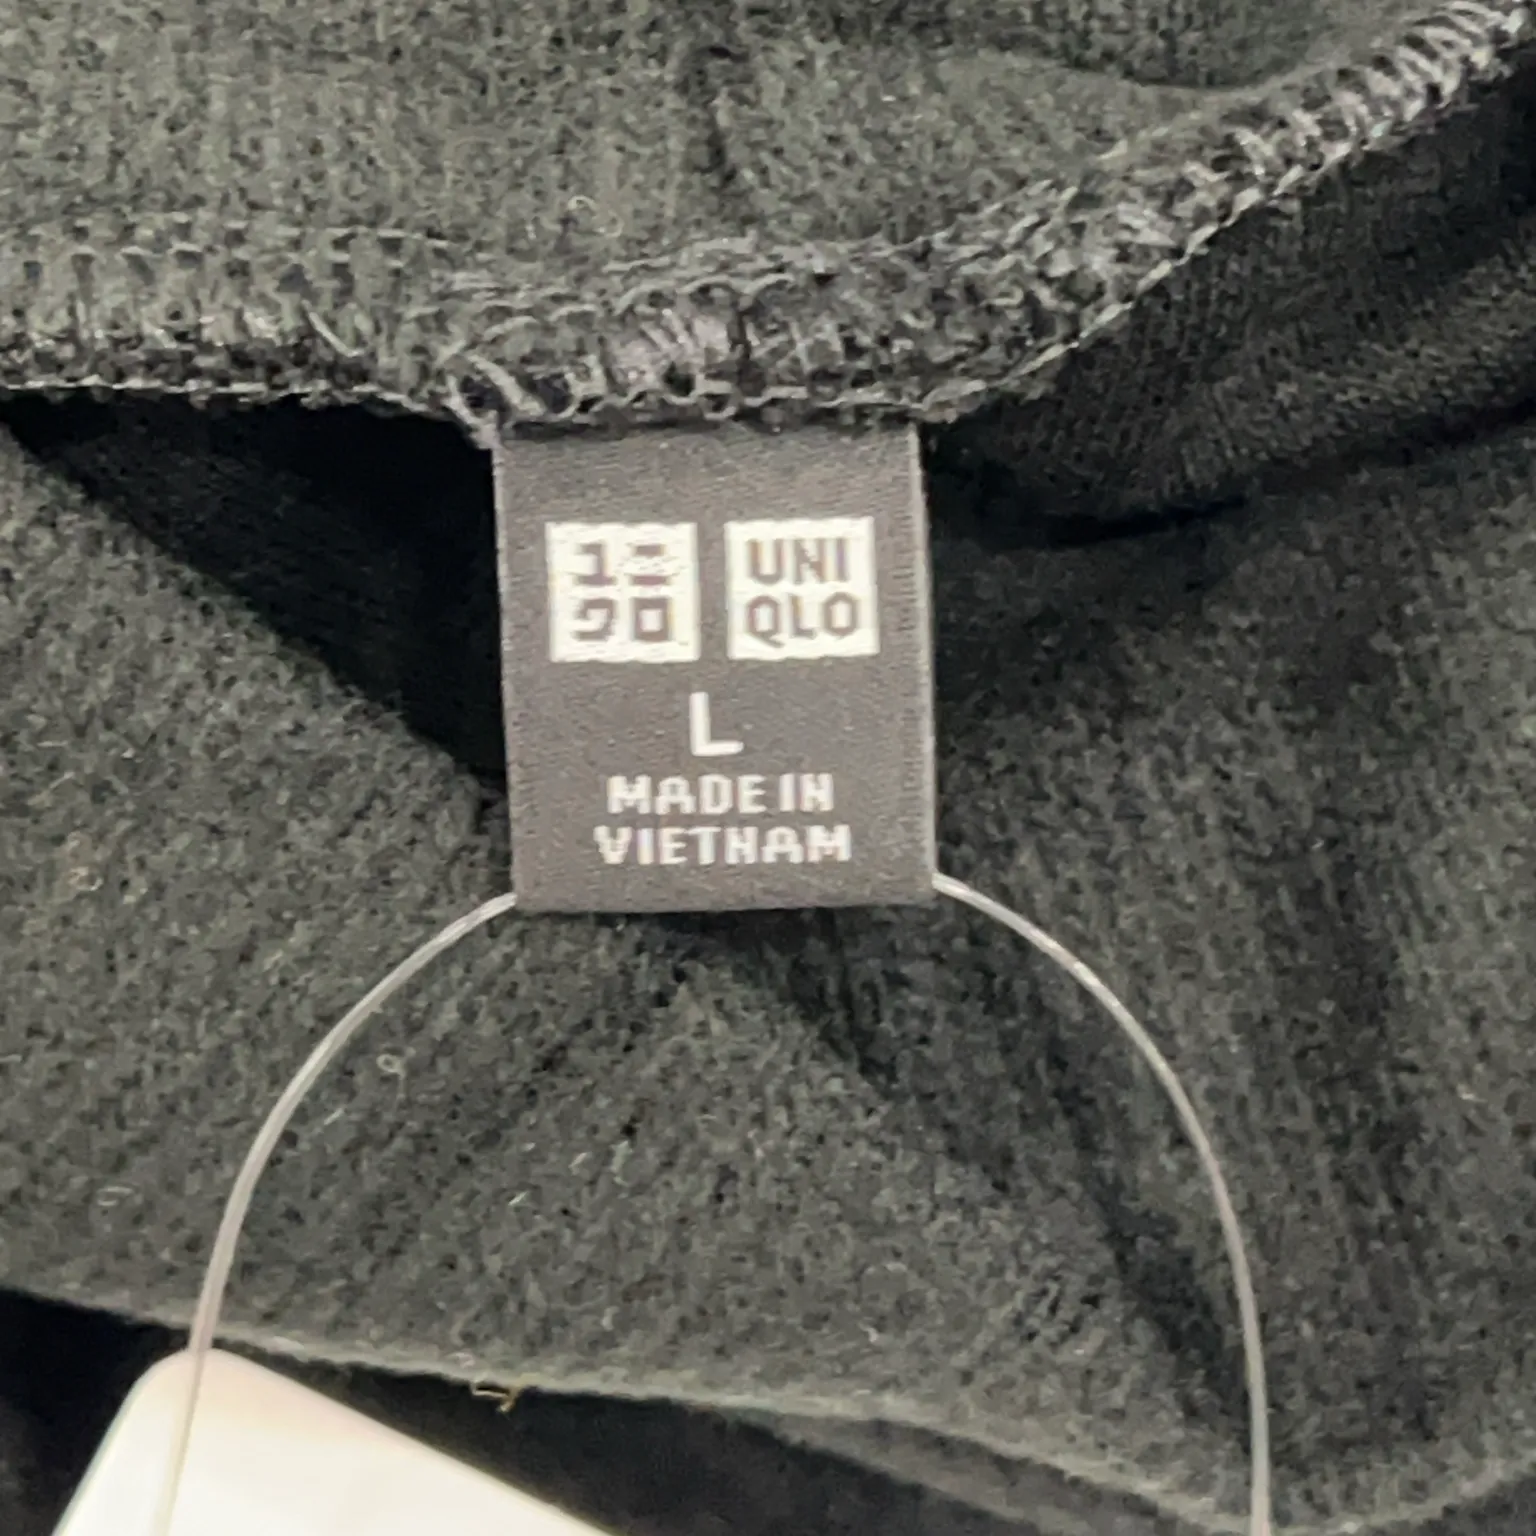 ユニ
クロ
UNI
QLO
L
MADE IN
VIETNAM